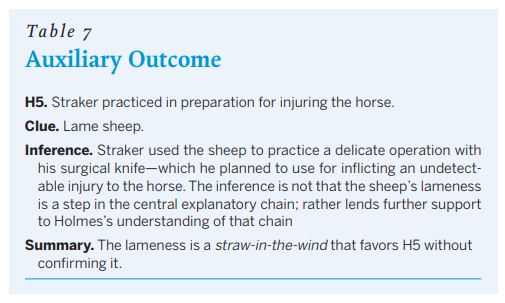 Table 7
Auxiliary Outcome
H5. Straker practiced in preparation for injuring the horse.
Clue. Lame sheep.
Inference. Straker used the sheep to practice a delicate operation with
his surgical knife—which he planned to use for inflicting an undetect-
able injury to the horse. The inference is not that the sheep's lameness
is a step in the central explanatory chain; rather lends further support
to Holmes's understanding of that chain
Summary. The lameness is a straw-in-the-wind that favors H5 without
confirming it.